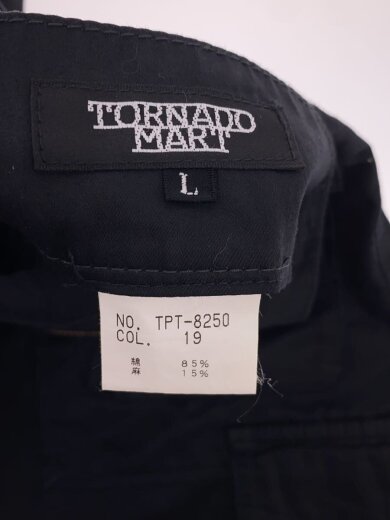 TORNADO
MART
L
NO. TPT-8250
COL. 19
綿 85%
麻 15%